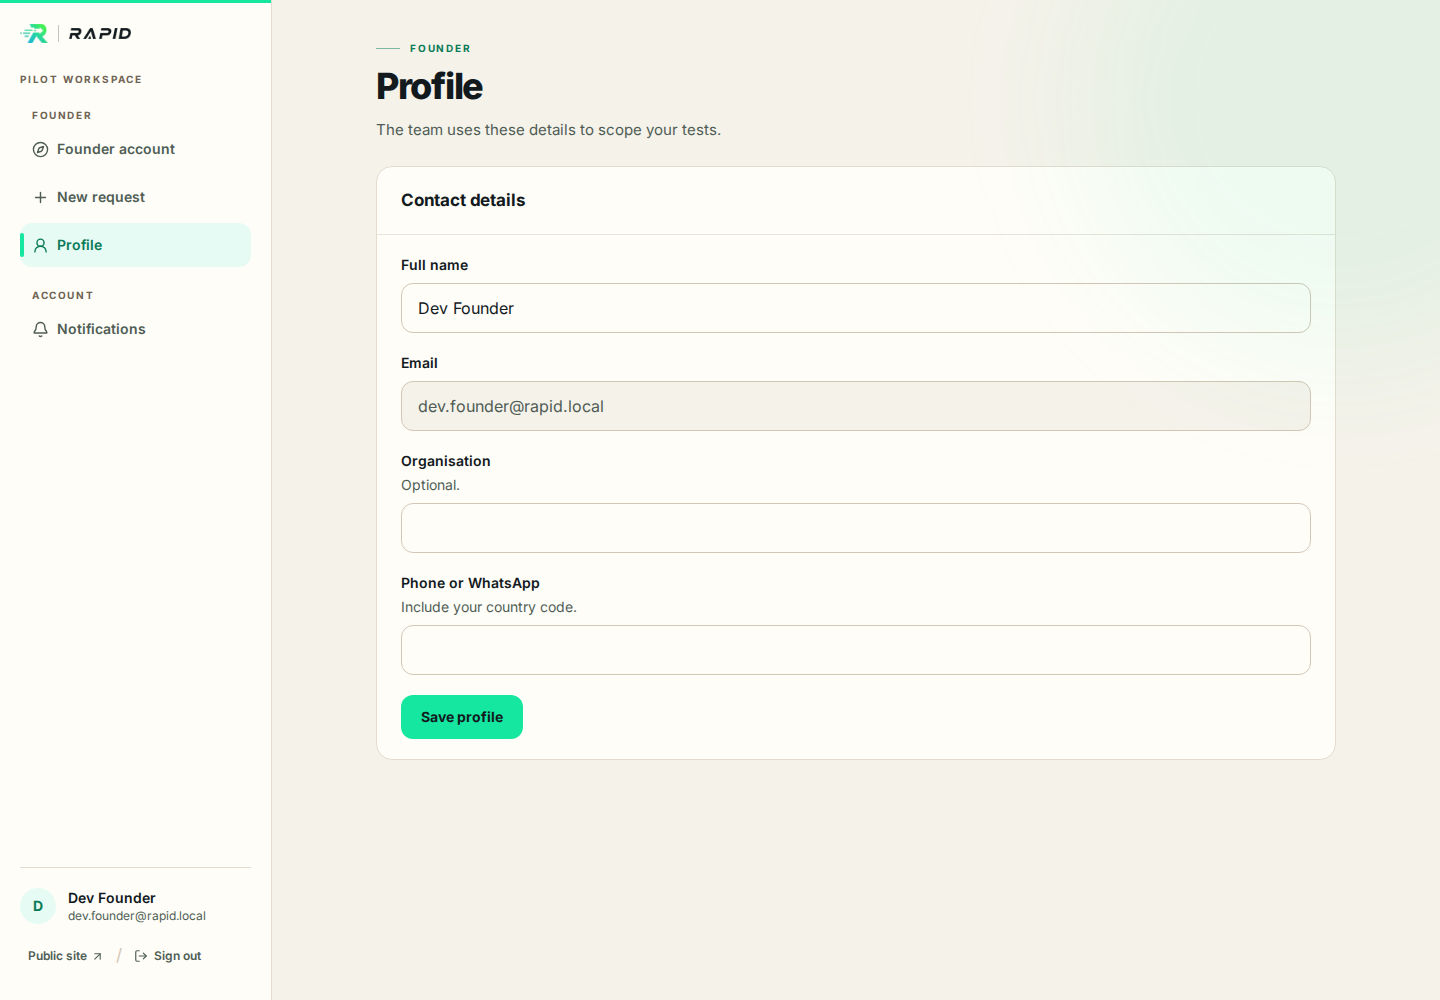 RAPID
PILOT WORKSPACE
FOUNDER
Founder account
New request
Profile
ACCOUNT
Notifications
D
Dev Founder
dev.founder@rapid.local
Public site
/
Sign out
FOUNDER
Profile
The team uses these details to scope your tests.
Contact details
Full name
Dev Founder
Email
dev.founder@rapid.local
Organisation
Optional.
Phone or WhatsApp
Include your country code.
Save profile